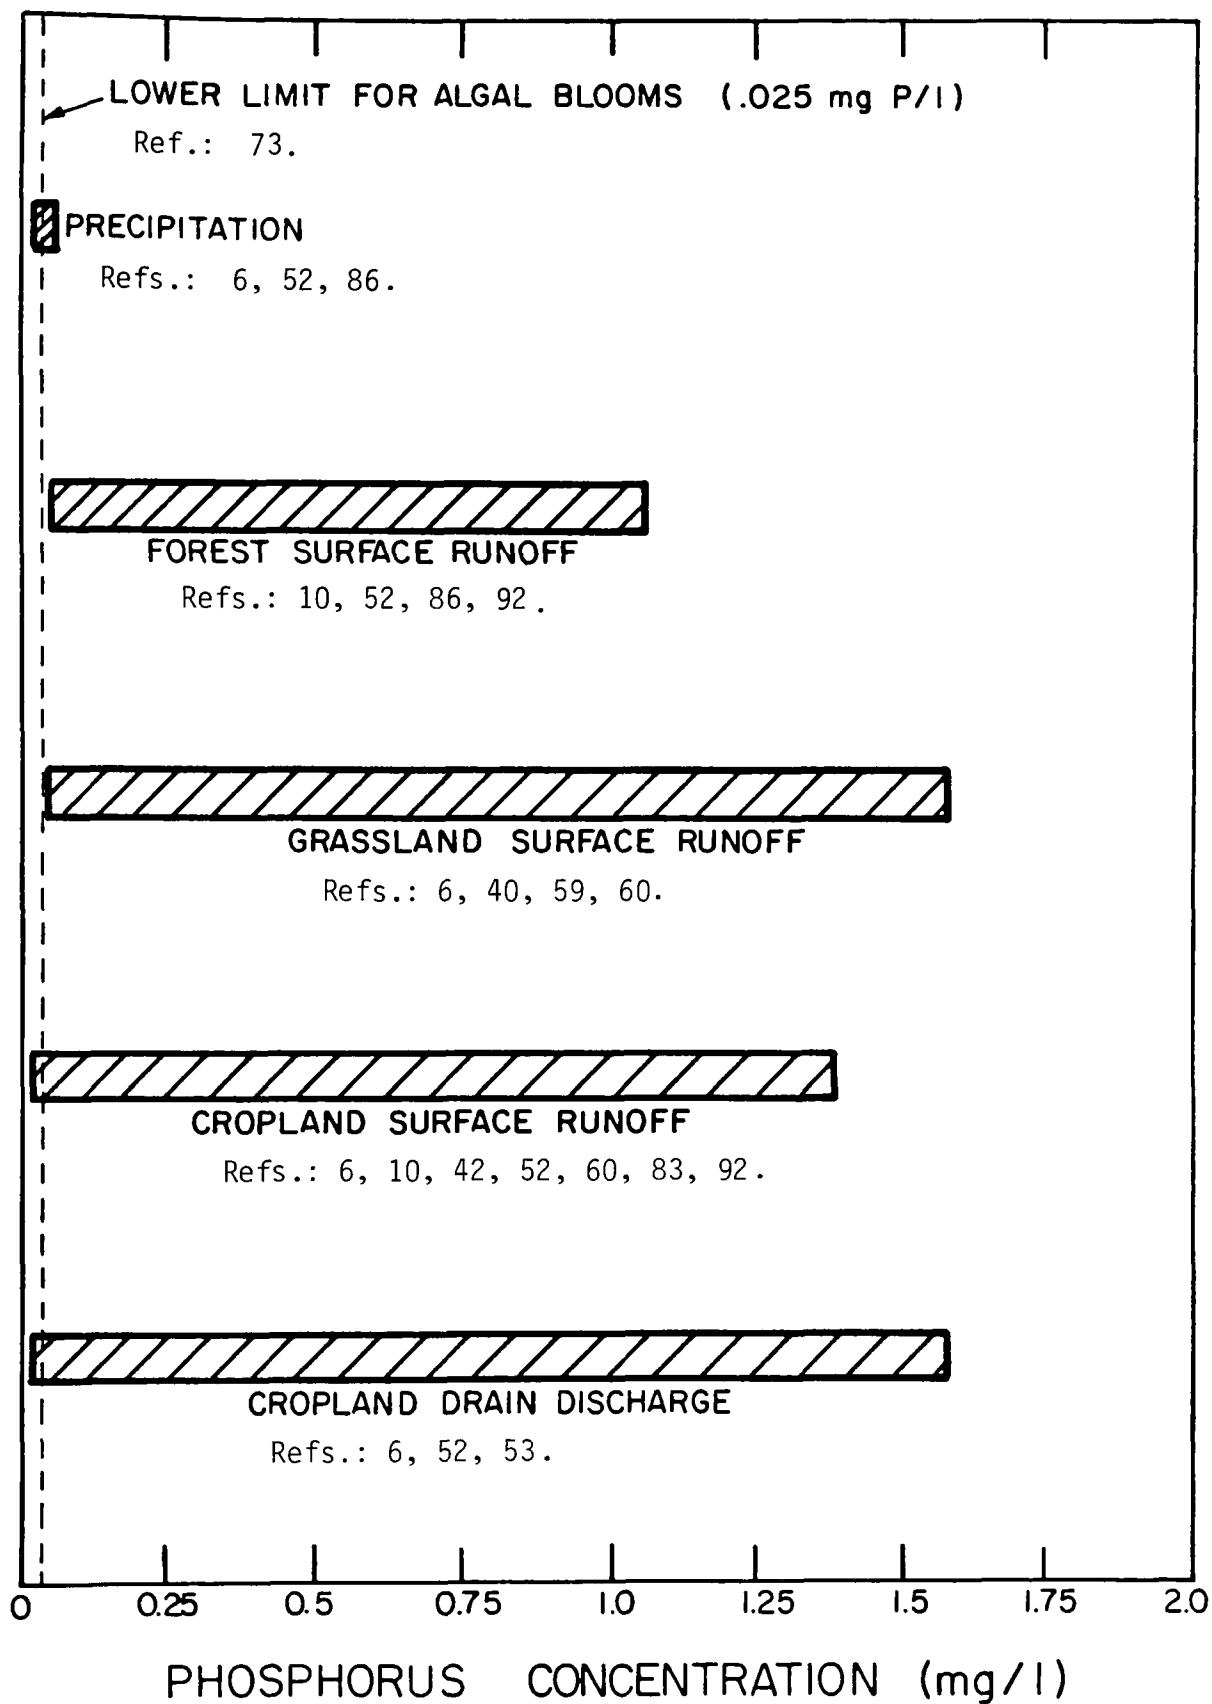 LOWER LIMIT FOR ALGAL BLOOMS (.025 mg P/l)
Ref.: 73.
PRECIPITATION
Refs.: 6, 52, 86.
FOREST SURFACE RUNOFF
Refs.: 10, 52, 86, 92.
GRASSLAND SURFACE RUNOFF
Refs.: 6, 40, 59, 60.
CROPLAND SURFACE RUNOFF
Refs.: 6, 10, 42, 52, 60, 83, 92.
CROPLAND DRAIN DISCHARGE
Refs.: 6, 52, 53.
0 0.25 0.5 0.75 1.0 1.25 1.5 1.75 2.0
PHOSPHORUS CONCENTRATION (mg/l)